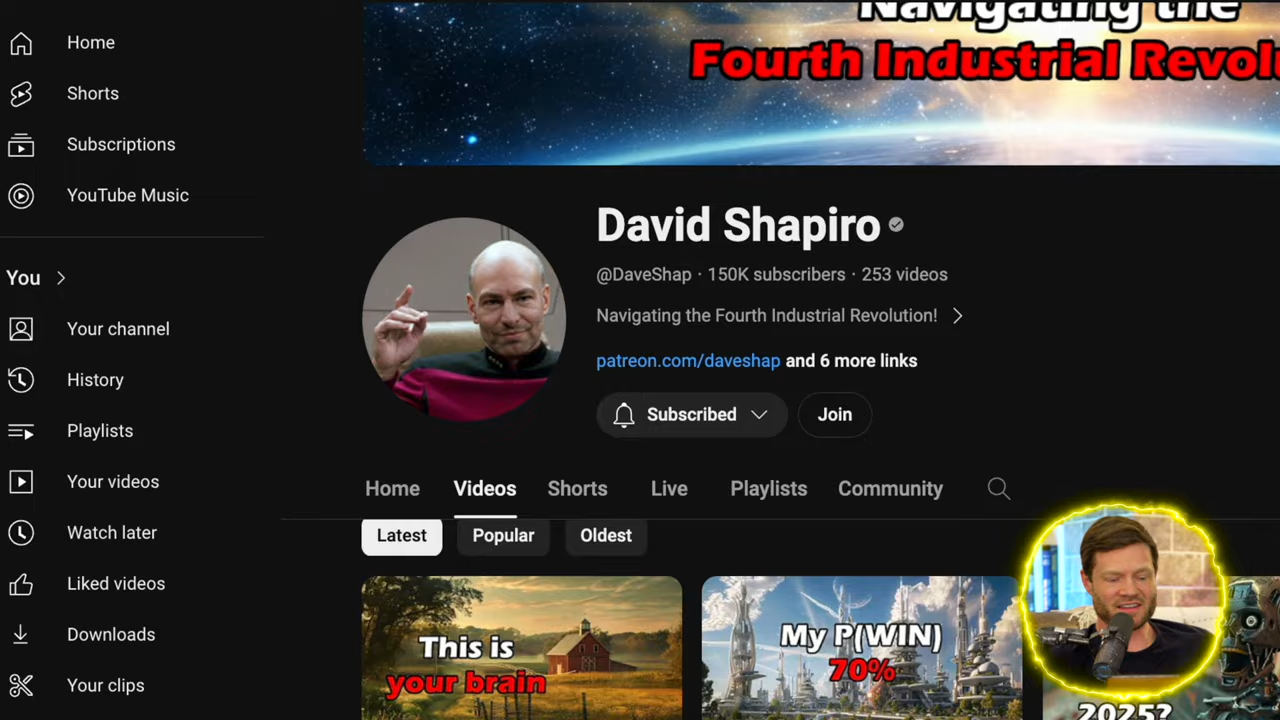 Navigating the
Fourth Industrial Revol
Home
Shorts
Subscriptions
YouTube Music
You
Your channel
History
Playlists
Your videos
Watch later
Liked videos
Downloads
Your clips
David Shapiro
@DaveShap · 150K subscribers · 253 videos
Navigating the Fourth Industrial Revolution!
patreon.com/daveshap and 6 more links
Subscribed
Join
Home Videos Shorts Live Playlists Community
Latest Popular Oldest
This is
your brain
My P(WIN)
70%
2025?